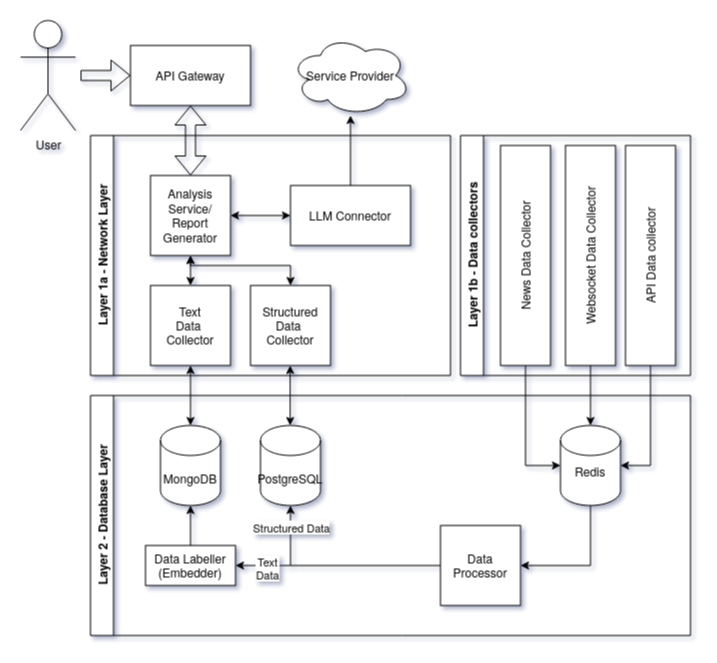 API Gateway
Service Provider
User
Layer 1a - Network Layer
Analysis
Service/
Report
Generator
LLM Connector
Text
Data
Collector
Structured
Data
Collector
Layer 1b - Data collectors
News Data Collector
Websocket Data Collector
API Data collector
Layer 2 - Database Layer
MongoDB
PostgreSQL
Redis
Structured Data
Data Labeller
(Embedder)
Text
Data
Data
Processor